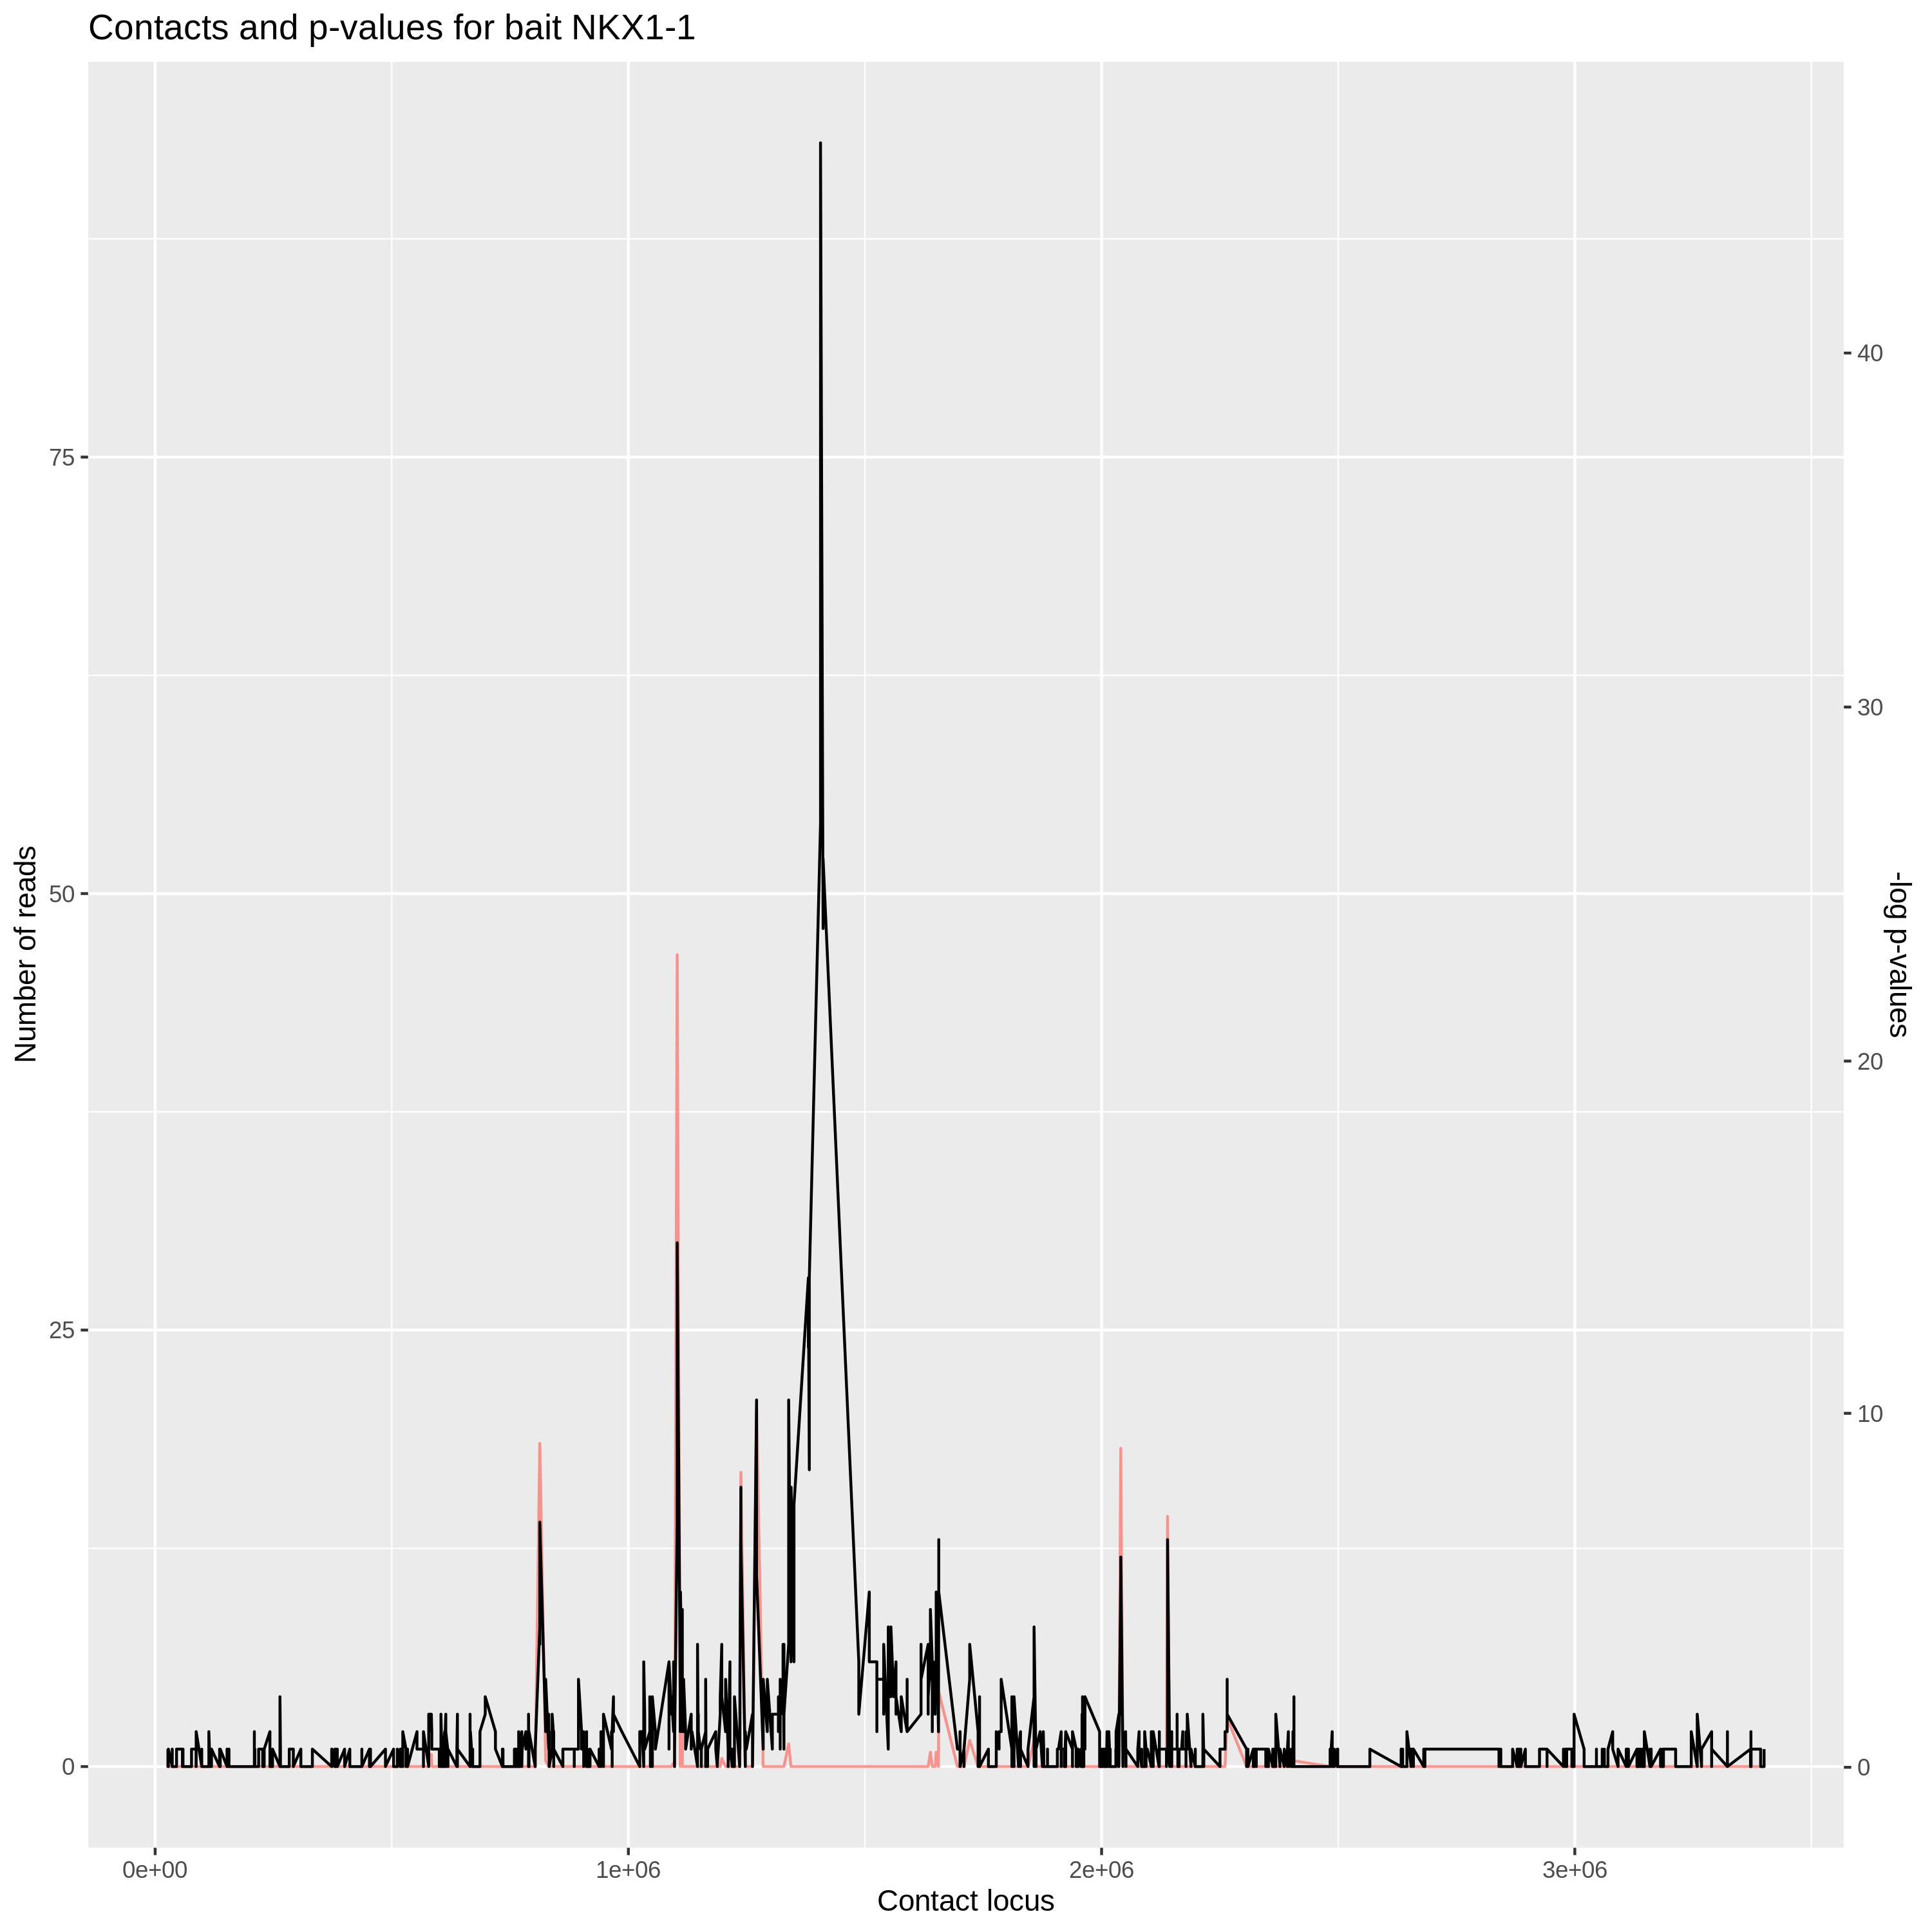 Contacts and p-values for bait NKX1-1
Number of reads
75
50
25
0
40
30
20
10
0
-log p-values
0e+00
1e+06
2e+06
3e+06
Contact locus